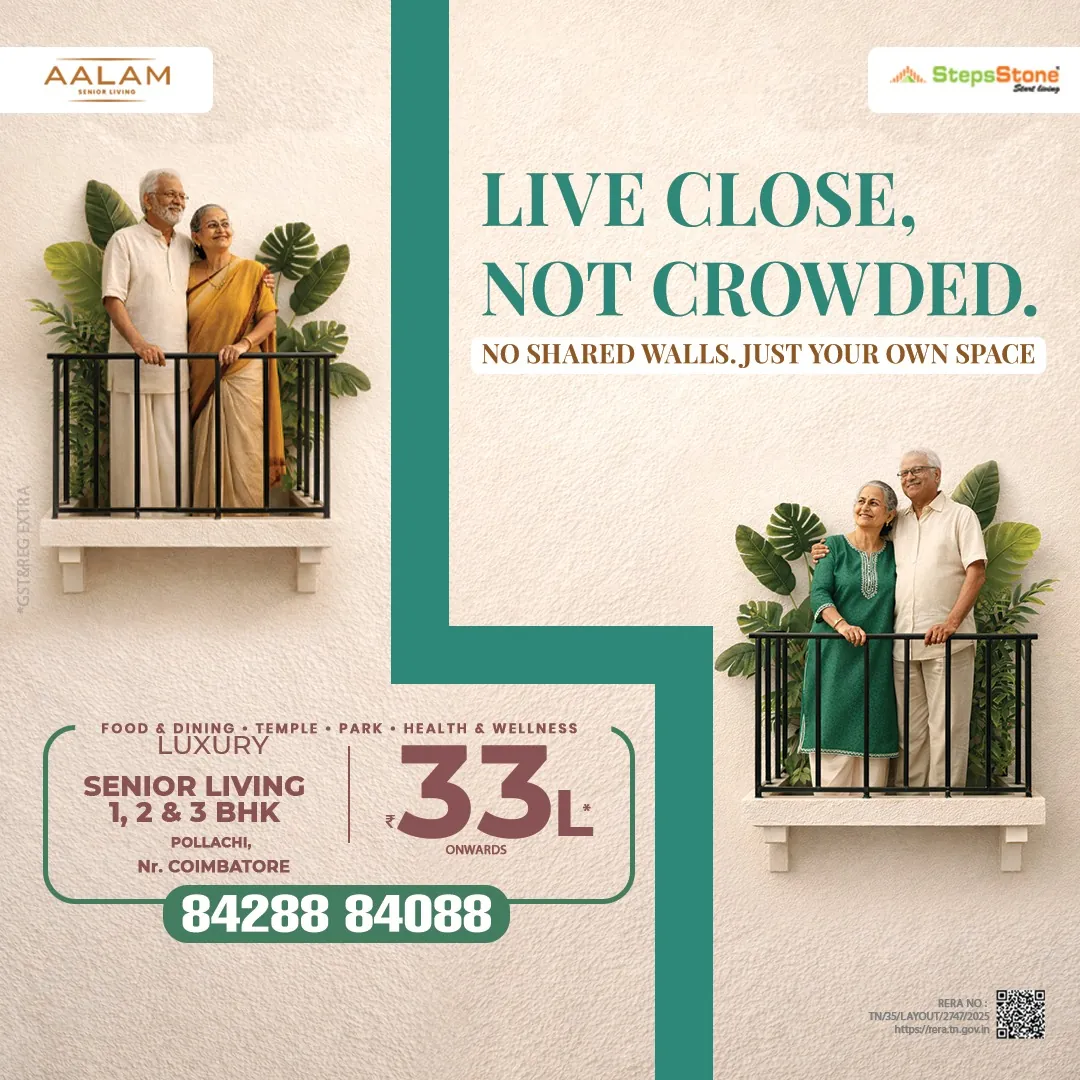 AALAM
SENIOR LIVING
StepsStone
Start living
LIVE CLOSE,
NOT CROWDED.
NO SHARED WALLS. JUST YOUR OWN SPACE
*GST&REG EXTRA
FOOD & DINING • TEMPLE • PARK • HEALTH & WELLNESS
LUXURY
SENIOR LIVING
1, 2 & 3 BHK
POLLACHI,
Nr. COIMBATORE
₹33L*
ONWARDS
84288 84088
RERA NO :
TN/35/LAYOUT/2747/2025
https://rera.tn.gov.in